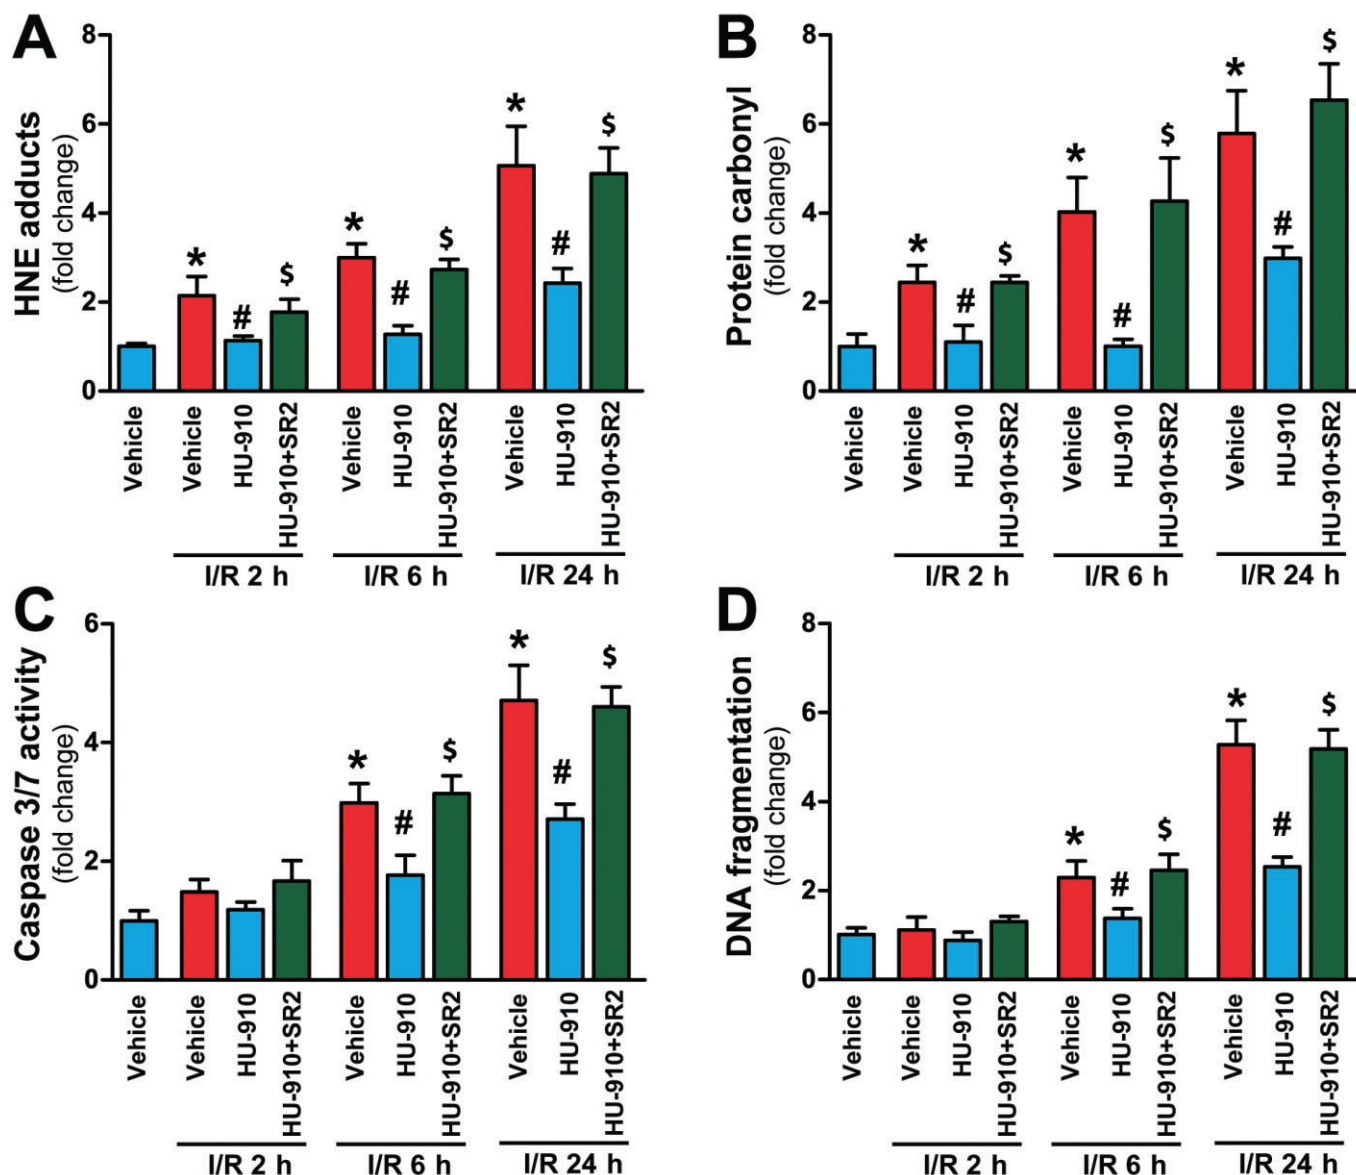 A
HNE adducts
(fold change)
8
6
4
2
0
*
#
$
*
#
$
*
#
$
Vehicle
Vehicle
HU-910
HU-910+SR2
Vehicle
HU-910
HU-910+SR2
Vehicle
HU-910
HU-910+SR2
I/R 2 h
I/R 6 h
I/R 24 h
B
Protein carbonyl
(fold change)
8
6
4
2
0
*
#
$
*
#
$
*
#
$
Vehicle
Vehicle
HU-910
HU-910+SR2
Vehicle
HU-910
HU-910+SR2
Vehicle
HU-910
HU-910+SR2
I/R 2 h
I/R 6 h
I/R 24 h
C
Caspase 3/7 activity
(fold change)
6
4
2
0
*
#
$
*
#
$
Vehicle
Vehicle
HU-910
HU-910+SR2
Vehicle
HU-910
HU-910+SR2
Vehicle
HU-910
HU-910+SR2
I/R 2 h
I/R 6 h
I/R 24 h
D
DNA fragmentation
(fold change)
8
6
4
2
0
*
#
$
*
#
$
Vehicle
Vehicle
HU-910
HU-910+SR2
Vehicle
HU-910
HU-910+SR2
Vehicle
HU-910
HU-910+SR2
I/R 2 h
I/R 6 h
I/R 24 h